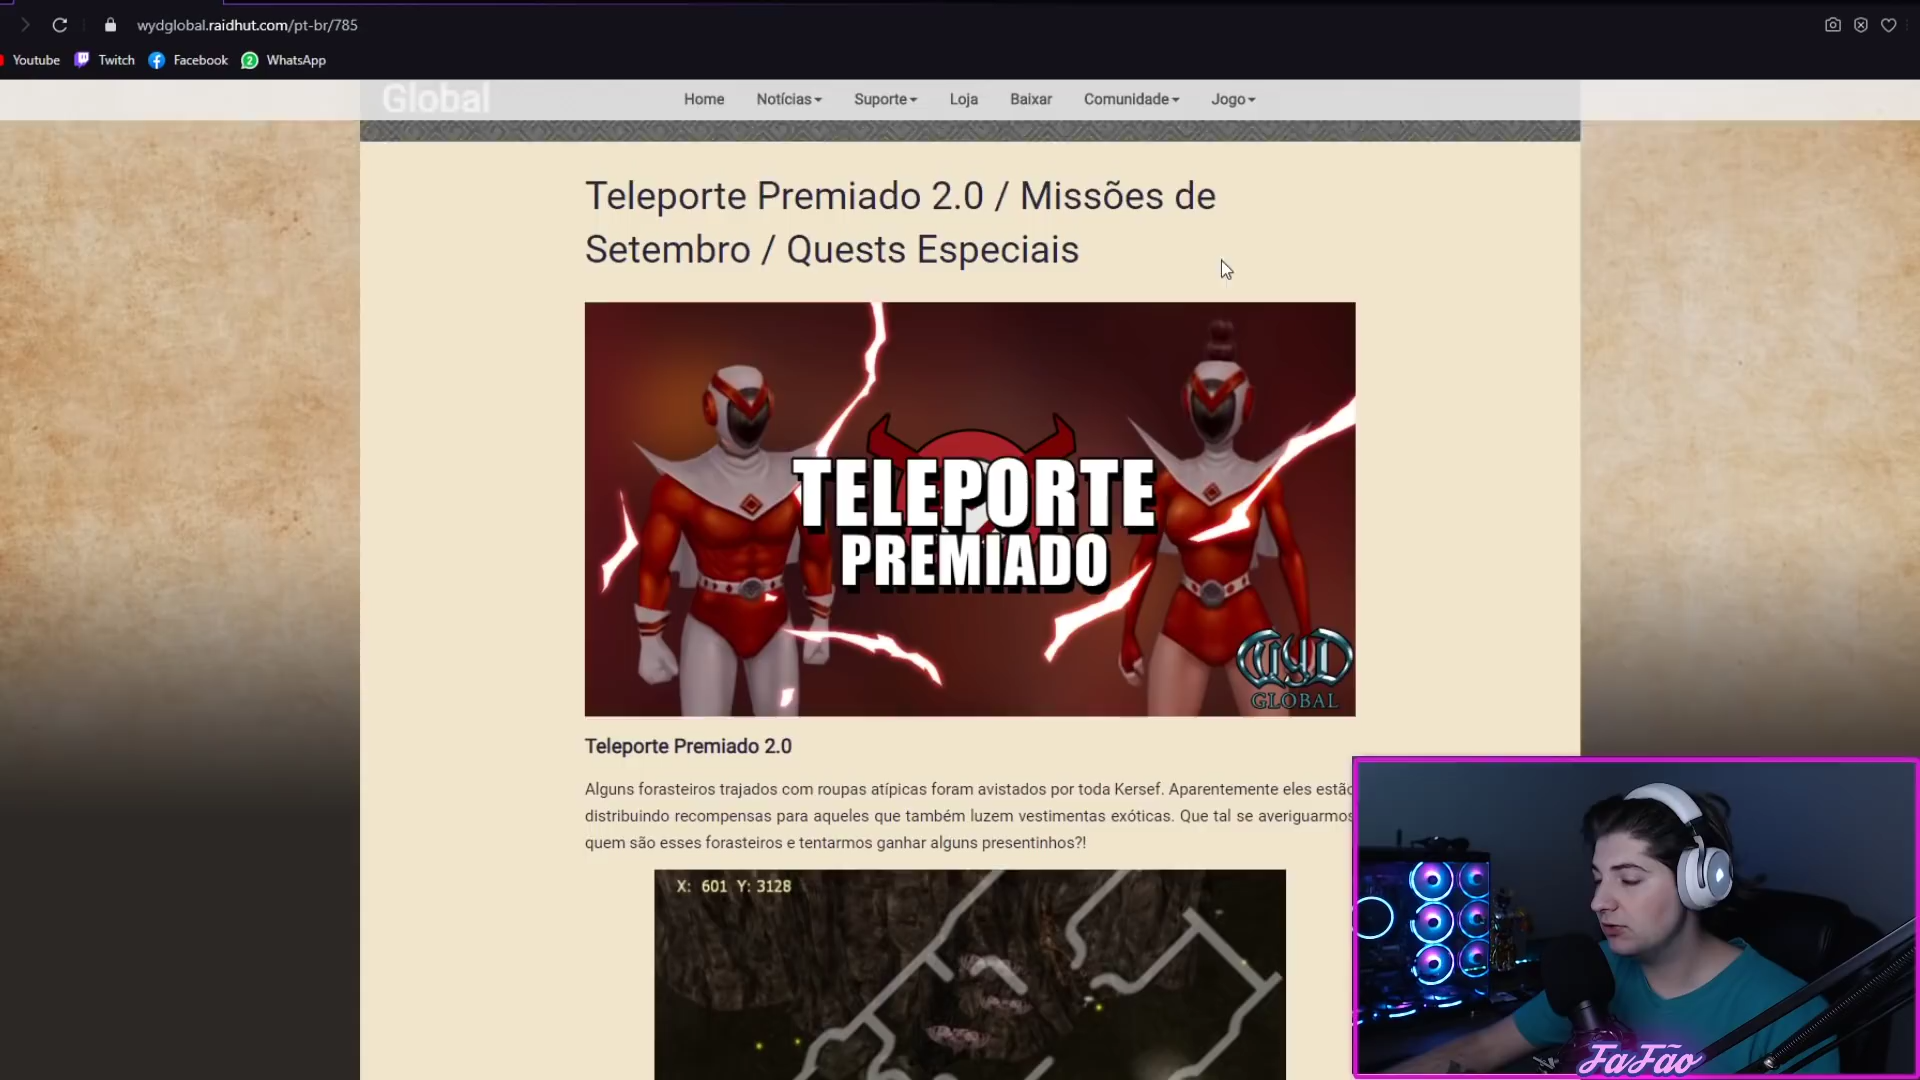 wydglobal.raidhut.com/pt-br/785
Youtube
Twitch
Facebook
WhatsApp
Global
Home
Notícias
Suporte
Loja
Baixar
Comunidade
Jogo
Teleporte Premiado 2.0 / Missões de
Setembro / Quests Especiais
TELEPORTE
PREMIADO
WYD
GLOBAL
Teleporte Premiado 2.0
Alguns forasteiros trajados com roupas atípicas foram avistados por toda Kersef. Aparentemente eles estão
distribuindo recompensas para aqueles que também luzem vestimentas exóticas. Que tal se averiguarmos
quem são esses forasteiros e tentarmos ganhar alguns presentinhos?!
X: 601 Y: 3128
FaFão